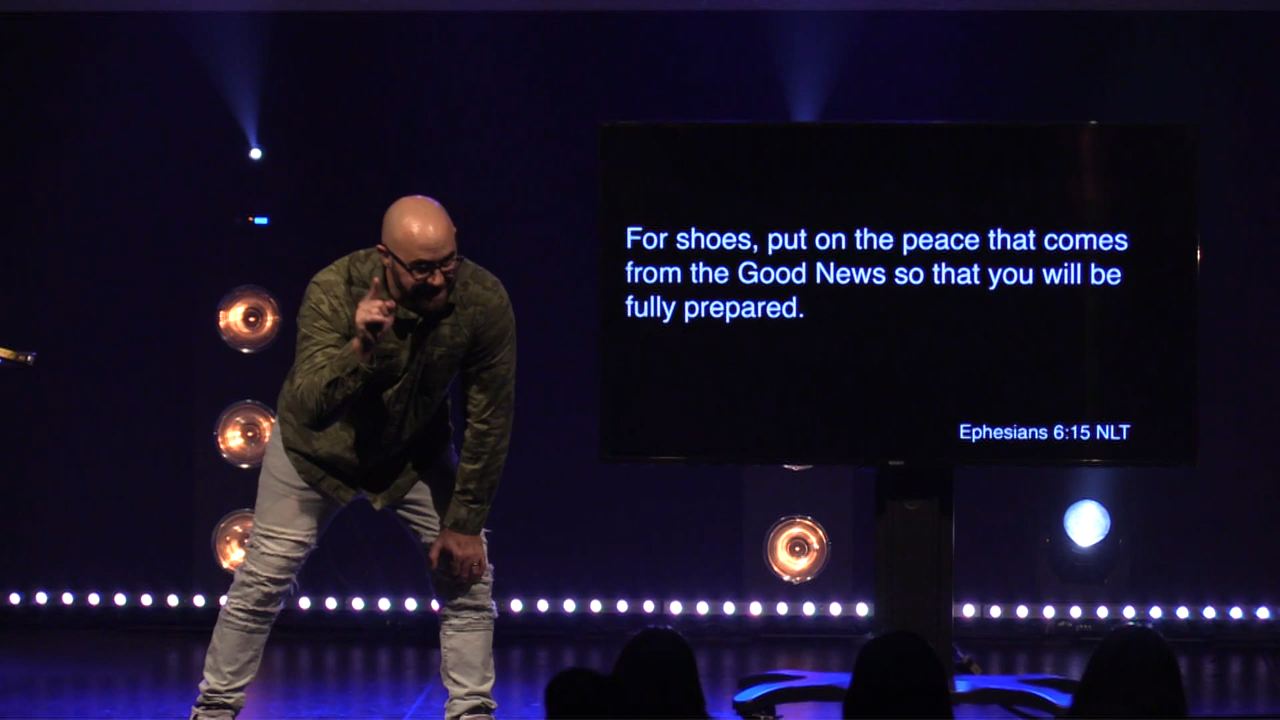 For shoes, put on the peace that comes
from the Good News so that you will be
fully prepared.
Ephesians 6:15 NLT